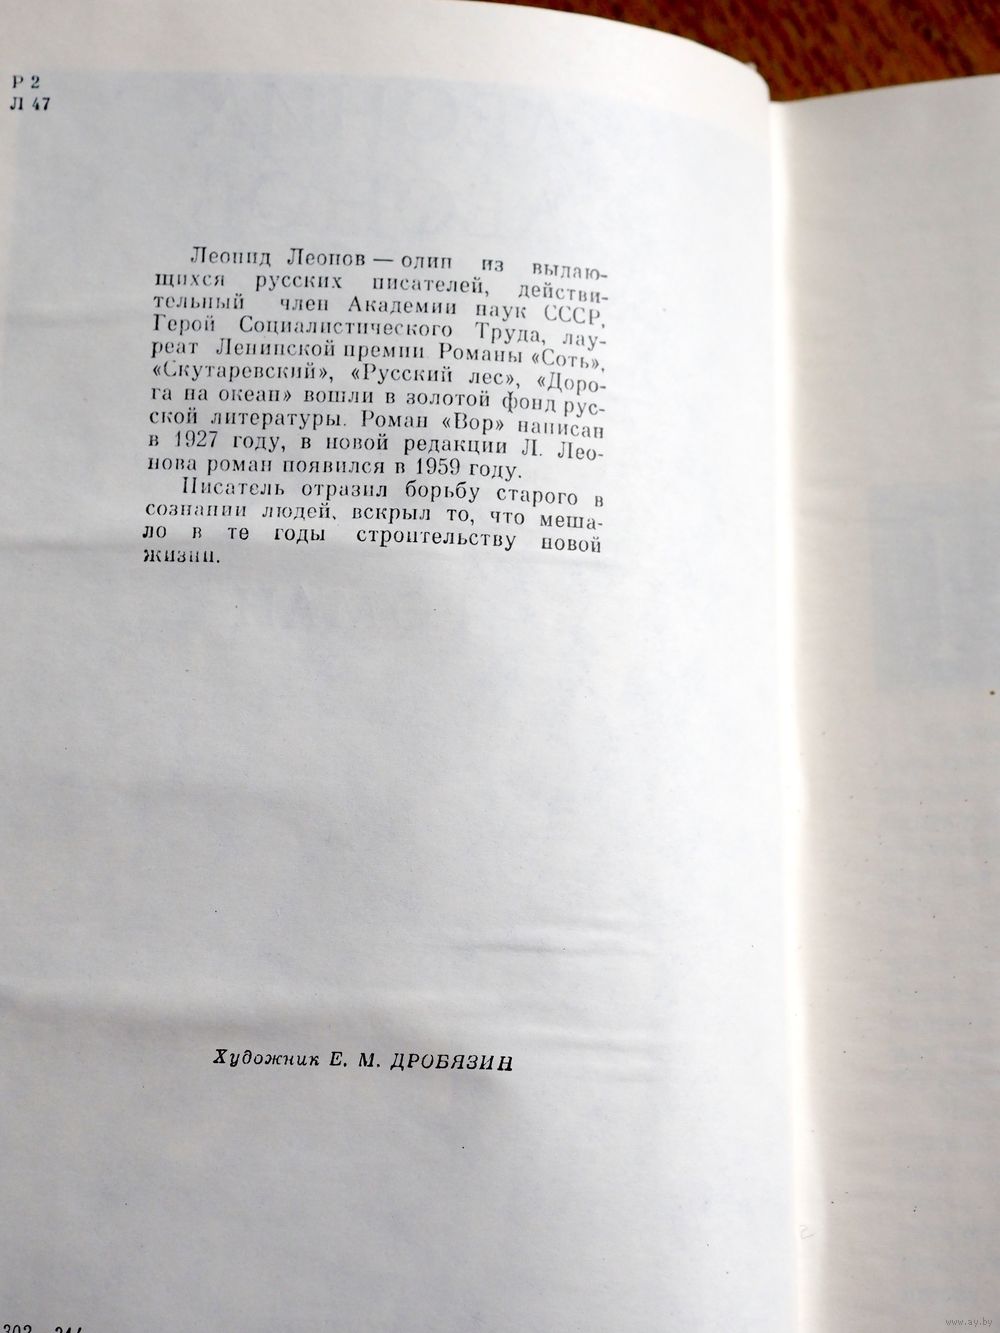 Р 2
Л 47
Леонид Леонов — один из выдаю-
щихся русских писателей, действи-
тельный член Академии наук СССР,
Герой Социалистического Труда, лау-
реат Ленинской премии Романы «Соть»,
«Скутаревский», «Русский лес», «Доро-
га на океан» вошли в золотой фонд рус-
ской литературы. Роман «Вор» написан
в 1927 году, в новой редакции Л. Лео-
нова роман появился в 1959 году.
Писатель отразил борьбу старого в
сознании людей, вскрыл то, что меша-
ло в те годы строительству новой
жизни.
Художник Е. М. ДРОБЯЗИН
www.ay.by